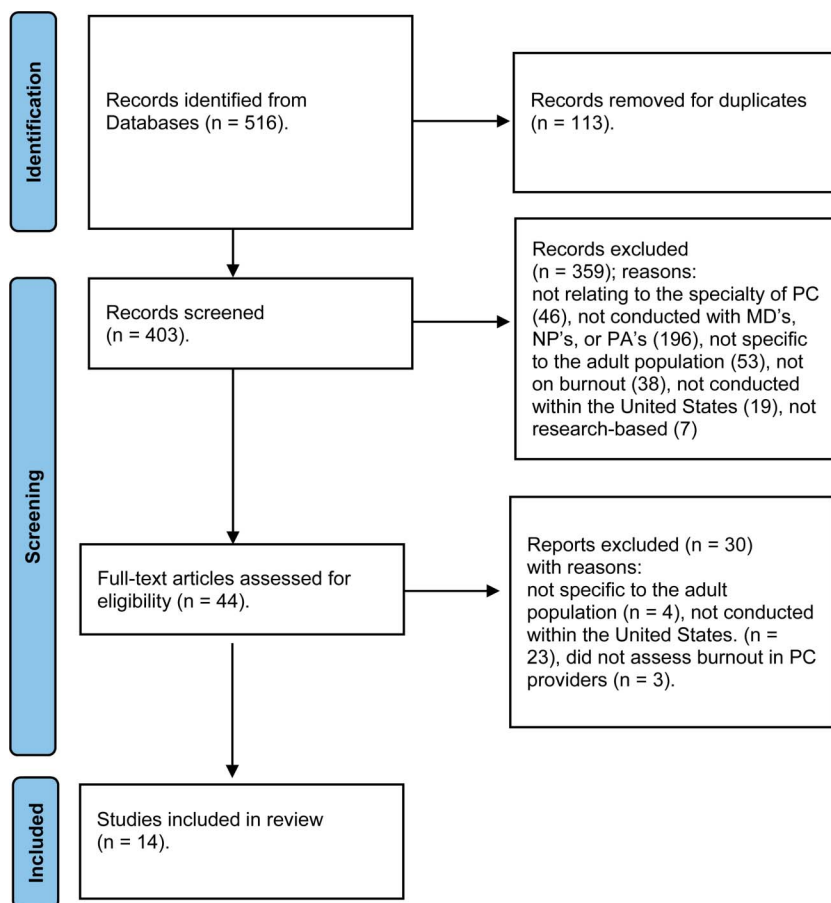 Identification
Records identified from
Databases (n = 516).
Records removed for duplicates
(n = 113).
Screening
Records screened
(n = 403).
Records excluded
(n = 359); reasons:
not relating to the specialty of PC
(46), not conducted with MD’s,
NP’s, or PA’s (196), not specific
to the adult population (53), not
on burnout (38), not conducted
within the United States (19), not
research-based (7)
Full-text articles assessed for
eligibility (n = 44).
Reports excluded (n = 30)
with reasons:
not specific to the adult
population (n = 4), not conducted
within the United States. (n =
23), did not assess burnout in PC
providers (n = 3).
Included
Studies included in review
(n = 14).